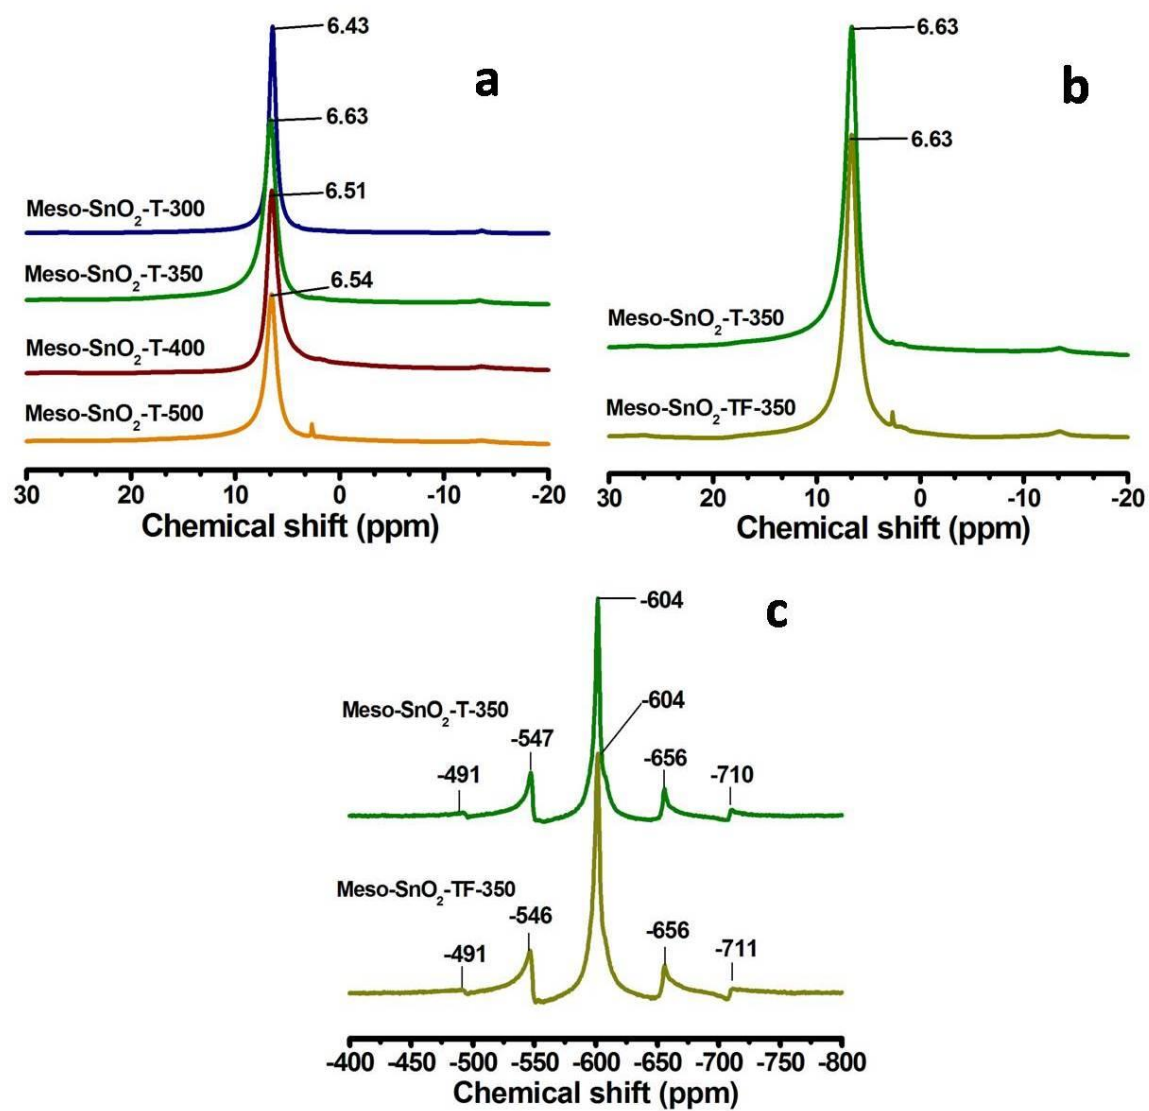 6.43
a
6.63
6.51
Meso-SnO2-T-300
Meso-SnO2-T-350
6.54
Meso-SnO2-T-400
Meso-SnO2-T-500
30 20 10 0 -10 -20
Chemical shift (ppm)
6.63
b
6.63
Meso-SnO2-T-350
Meso-SnO2-TF-350
30 20 10 0 -10 -20
Chemical shift (ppm)
-604
c
-604
Meso-SnO2-T-350
-547
-491
-656
-710
Meso-SnO2-TF-350
-546
-491
-656
-711
-400 -450 -500 -550 -600 -650 -700 -750 -800
Chemical shift (ppm)